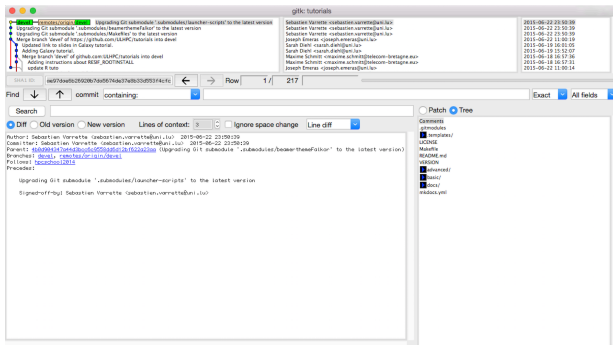 gitk: tutorials
devel remotes/origin/devel Upgrading Git submodule '.submodules/launcher-scripts' to the latest version Sebastien Varrette <sebastien.varrette@uni.lu> 2015-06-22 23:50:39
Upgrading Git submodule '.submodules/beamerthemeFalkor' to the latest version Sebastien Varrette <sebastien.varrette@uni.lu> 2015-06-22 23:50:39
Upgrading Git submodule '.submodules/Makefiles' to the latest version Sebastien Varrette <sebastien.varrette@uni.lu> 2015-06-22 23:50:39
Merge branch 'devel' of https://github.com/ULHPC/tutorials into devel Joseph Emeras <joseph.emeras@uni.lu> 2015-06-22 11:00:19
Updated link to slides in Galaxy tutorial. Sarah Diehl <sarah.diehl@uni.lu> 2015-06-19 16:01:05
Adding Galaxy tutorial. Sarah Diehl <sarah.diehl@uni.lu> 2015-06-19 15:52:07
Merge branch 'devel' of github.com:ULHPC/tutorials into devel Maxime Schmitt <maxime.schmitt@telecom-bretagne.eu> 2015-06-18 16:57:36
Adding instructions about RESIF_ROOTINSTALL Maxime Schmitt <maxime.schmitt@telecom-bretagne.eu> 2015-06-18 16:57:31
update R tuto Joseph Emeras <joseph.emeras@uni.lu> 2015-06-22 11:00:14
SHA1 ID: Row 1 / 217
Find commit containing: Exact All fields
Search Patch Tree
Diff Old version New version Lines of context: 3 Ignore space change Line diff
Comments
.gitmodules
templates/
LICENSE
Makefile
README.md
VERSION
advanced/
basic/
docs/
mkdocs.yml
Author: Sebastien Varrette <sebastien.varrette@uni.lu> 2015-06-22 23:50:39
Committer: Sebastien Varrette <sebastien.varrette@uni.lu> 2015-06-22 23:50:39
Parent: (Upgrading Git submodule '.submodules/beamerthemeFalkor' to the latest version)
Branches: devel, remotes/origin/devel
Follows: hpcschool2014
Precedes:
Upgrading Git submodule '.submodules/launcher-scripts' to the latest version
Signed-off-by: Sebastien Varrette <sebastien.varrette@uni.lu>